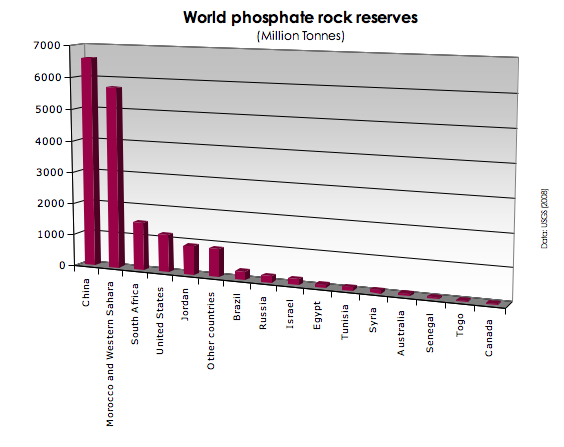 World phosphate rock reserves
(Million Tonnes)
7000
6000
5000
4000
3000
2000
1000
0
China
Morocco and Western Sahara
South Africa
United States
Jordan
Other countries
Brazil
Russia
Israel
Egypt
Tunisia
Syria
Australia
Senegal
Togo
Canada
Data: USGS (2008)